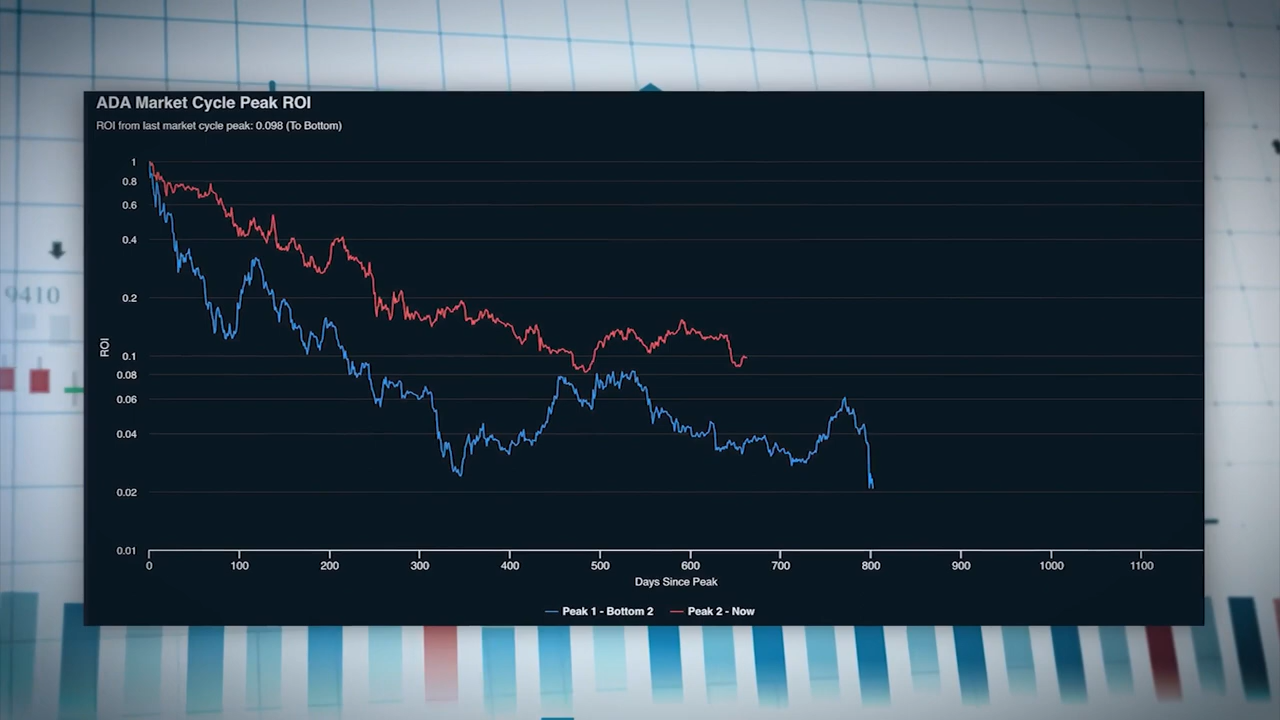 ADA Market Cycle Peak ROI
ROI from last market cycle peak: 0.098 (To Bottom)
1
0.8
0.6
0.4
9410
0.2
ROI
0.1
0.08
0.06
0.04
0.02
0.01
0 100 200 300 400 500 600 700 800 900 1000 1100
Days Since Peak
Peak 1 - Bottom 2 Peak 2 - Now